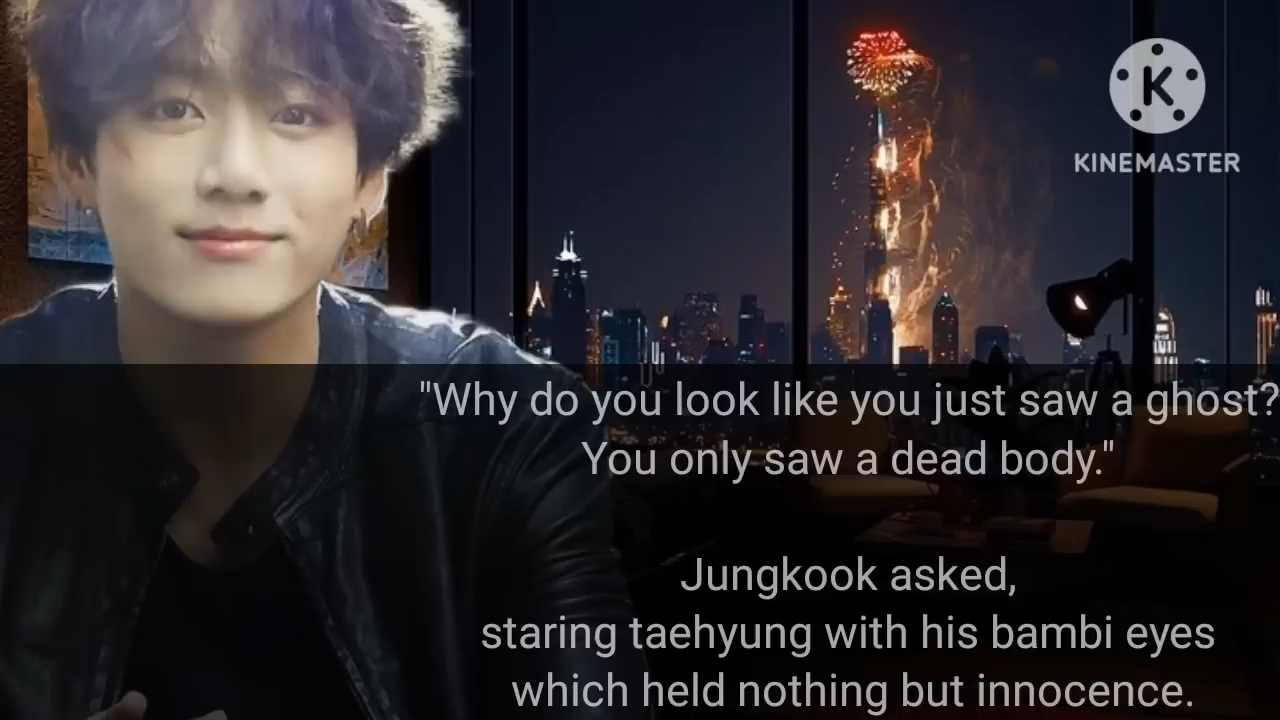 KINEMASTER
"Why do you look like you just saw a ghost?
You only saw a dead body."
Jungkook asked,
staring taehyung with his bambi eyes
which held nothing but innocence.